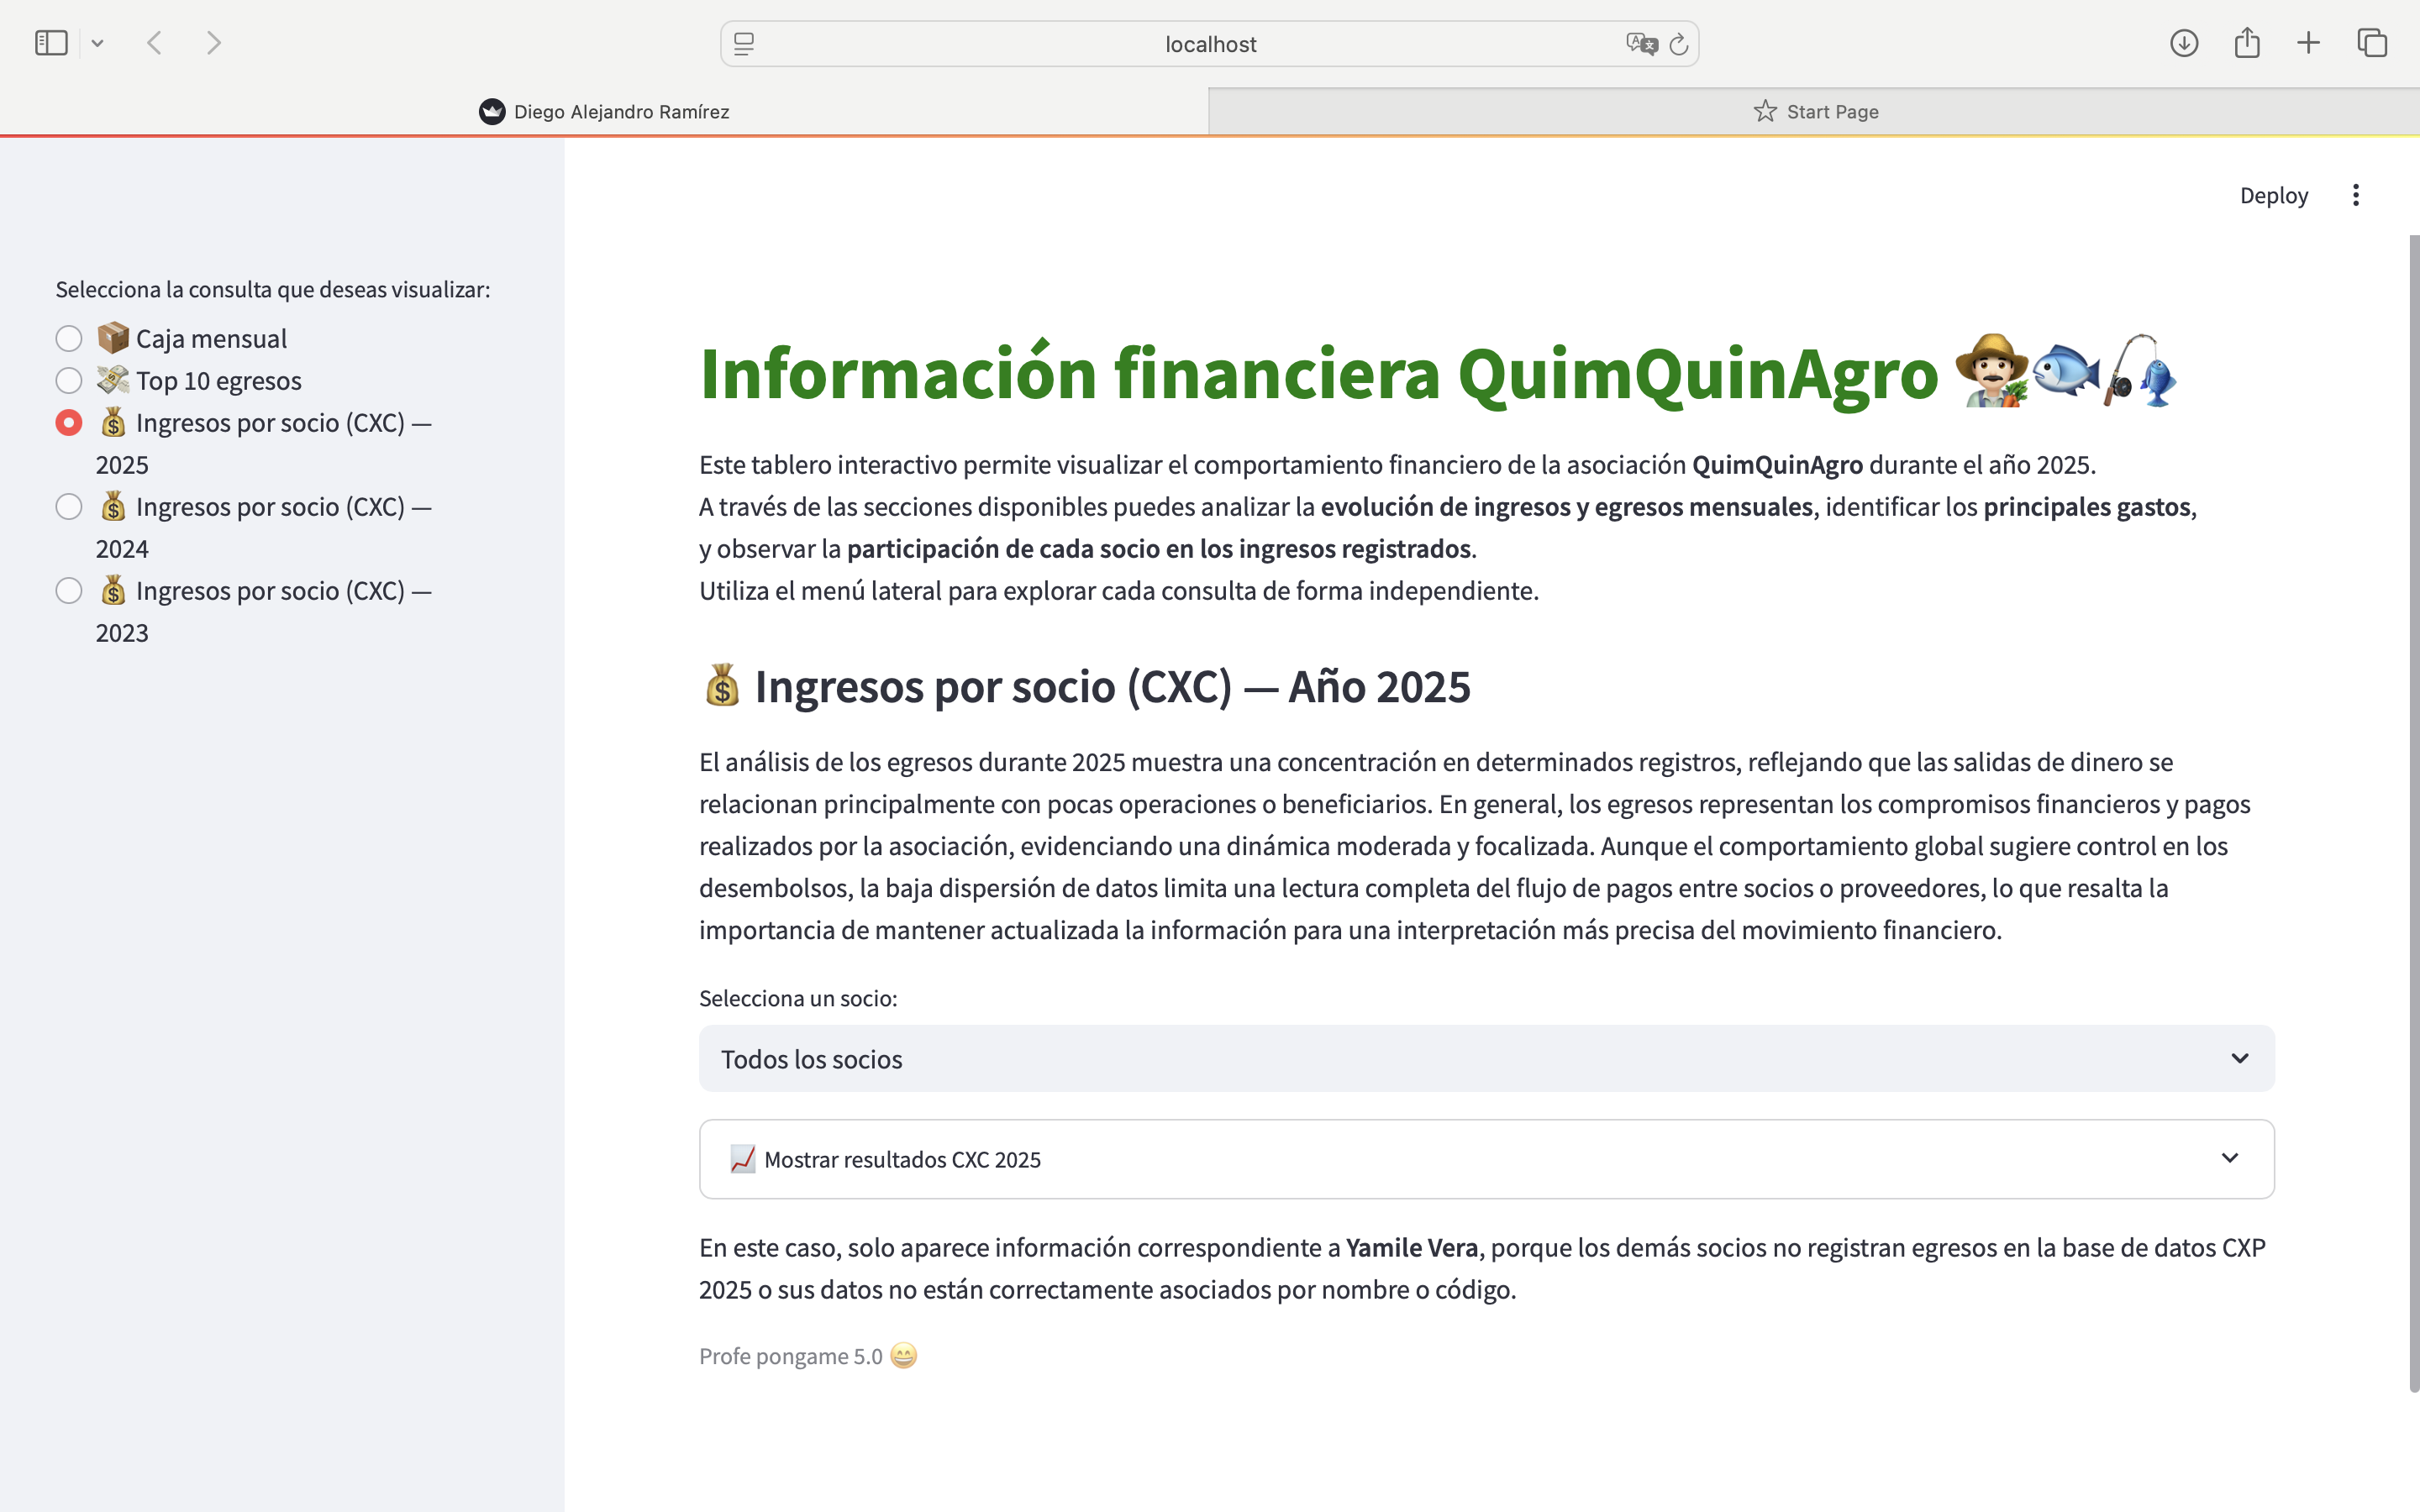 localhost
Diego Alejandro Ramírez
Start Page
Deploy
Selecciona la consulta que deseas visualizar:
📦 Caja mensual
💸 Top 10 egresos
💰 Ingresos por socio (CXC) —
2025
💰 Ingresos por socio (CXC) —
2024
💰 Ingresos por socio (CXC) —
2023
Información financiera QuimQuinAgro 👨🏻‍🌾🐟🎣
Este tablero interactivo permite visualizar el comportamiento financiero de la asociación QuimQuinAgro durante el año 2025.
A través de las secciones disponibles puedes analizar la evolución de ingresos y egresos mensuales, identificar los principales gastos,
y observar la participación de cada socio en los ingresos registrados.
Utiliza el menú lateral para explorar cada consulta de forma independiente.
💰 Ingresos por socio (CXC) — Año 2025
El análisis de los egresos durante 2025 muestra una concentración en determinados registros, reflejando que las salidas de dinero se
relacionan principalmente con pocas operaciones o beneficiarios. En general, los egresos representan los compromisos financieros y pagos
realizados por la asociación, evidenciando una dinámica moderada y focalizada. Aunque el comportamiento global sugiere control en los
desembolsos, la baja dispersión de datos limita una lectura completa del flujo de pagos entre socios o proveedores, lo que resalta la
importancia de mantener actualizada la información para una interpretación más precisa del movimiento financiero.
Selecciona un socio:
Todos los socios
📈 Mostrar resultados CXC 2025
En este caso, solo aparece información correspondiente a Yamile Vera, porque los demás socios no registran egresos en la base de datos CXP
2025 o sus datos no están correctamente asociados por nombre o código.
Profe pongame 5.0 😄